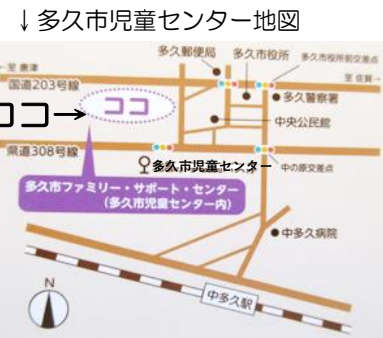 ↓多久市児童センター地図
多久郵便局
多久市役所
多久市役所前交差点
←至 唐津
至 佐賀→
国道203号線
ココ
ココ→
多久警察署
中央公民館
県道308号線
多久市児童センター
中の原交差点
多久市ファミリー・サポート・センター
(多久市児童センター内)
中多久病院
中多久駅
N